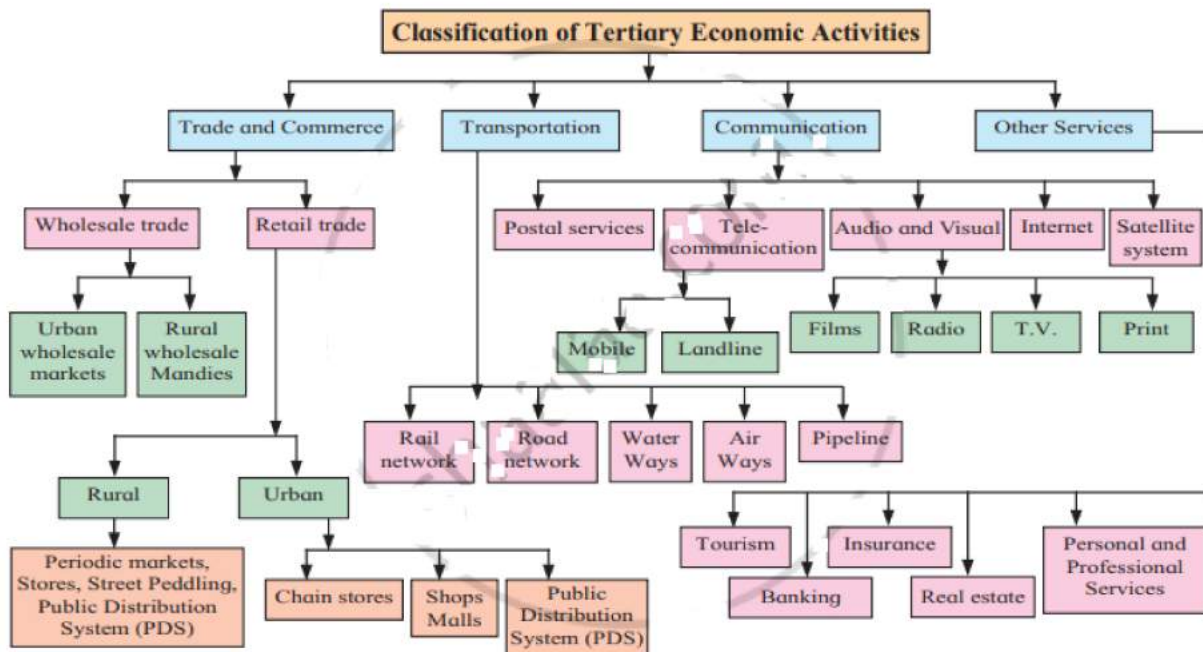 Classification of Tertiary Economic Activities
Trade and Commerce
Transportation
Communication
Other Services
Wholesale trade
Retail trade
Postal services
Tele-
communication
Audio and Visual
Internet
Satellite
system
Urban
wholesale
markets
Rural
wholesale
Mandies
Mobile
Landline
Films
Radio
T.V.
Print
Rail
network
Road
network
Water
Ways
Air
Ways
Pipeline
Rural
Urban
Periodic markets,
Stores, Street Peddling,
Public Distribution
System (PDS)
Chain stores
Shops
Malls
Public
Distribution
System (PDS)
Tourism
Banking
Insurance
Real estate
Personal and
Professional
Services